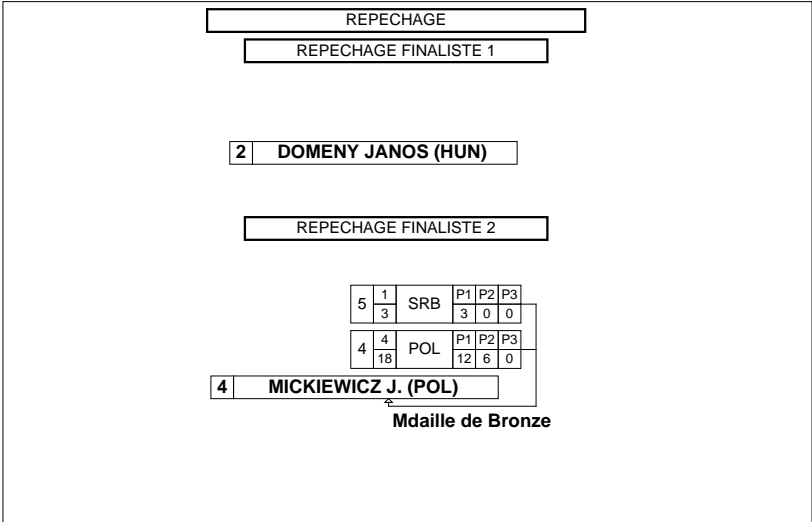 REPECHAGE
REPECHAGE FINALISTE 1
2 DOMENY JANOS (HUN)
REPECHAGE FINALISTE 2
5 1 SRB P1 P2 P3
3 3 0 0
4 4 POL P1 P2 P3
18 12 6 0
4 MICKIEWICZ J. (POL)
Mdaille de Bronze